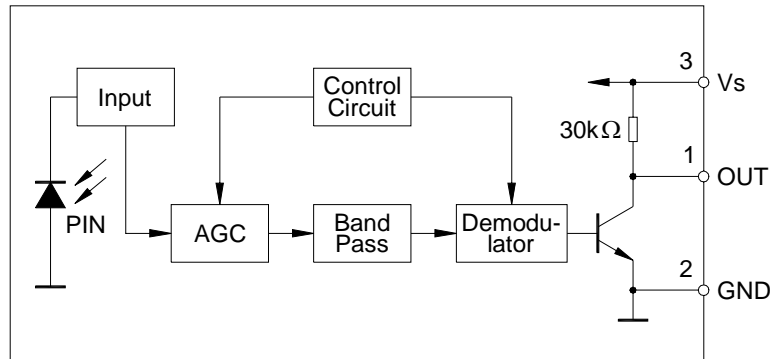 Input
Control
Circuit
3
Vs
30kΩ
1
OUT
PIN
AGC
Band
Pass
Demodu-
lator
2
GND